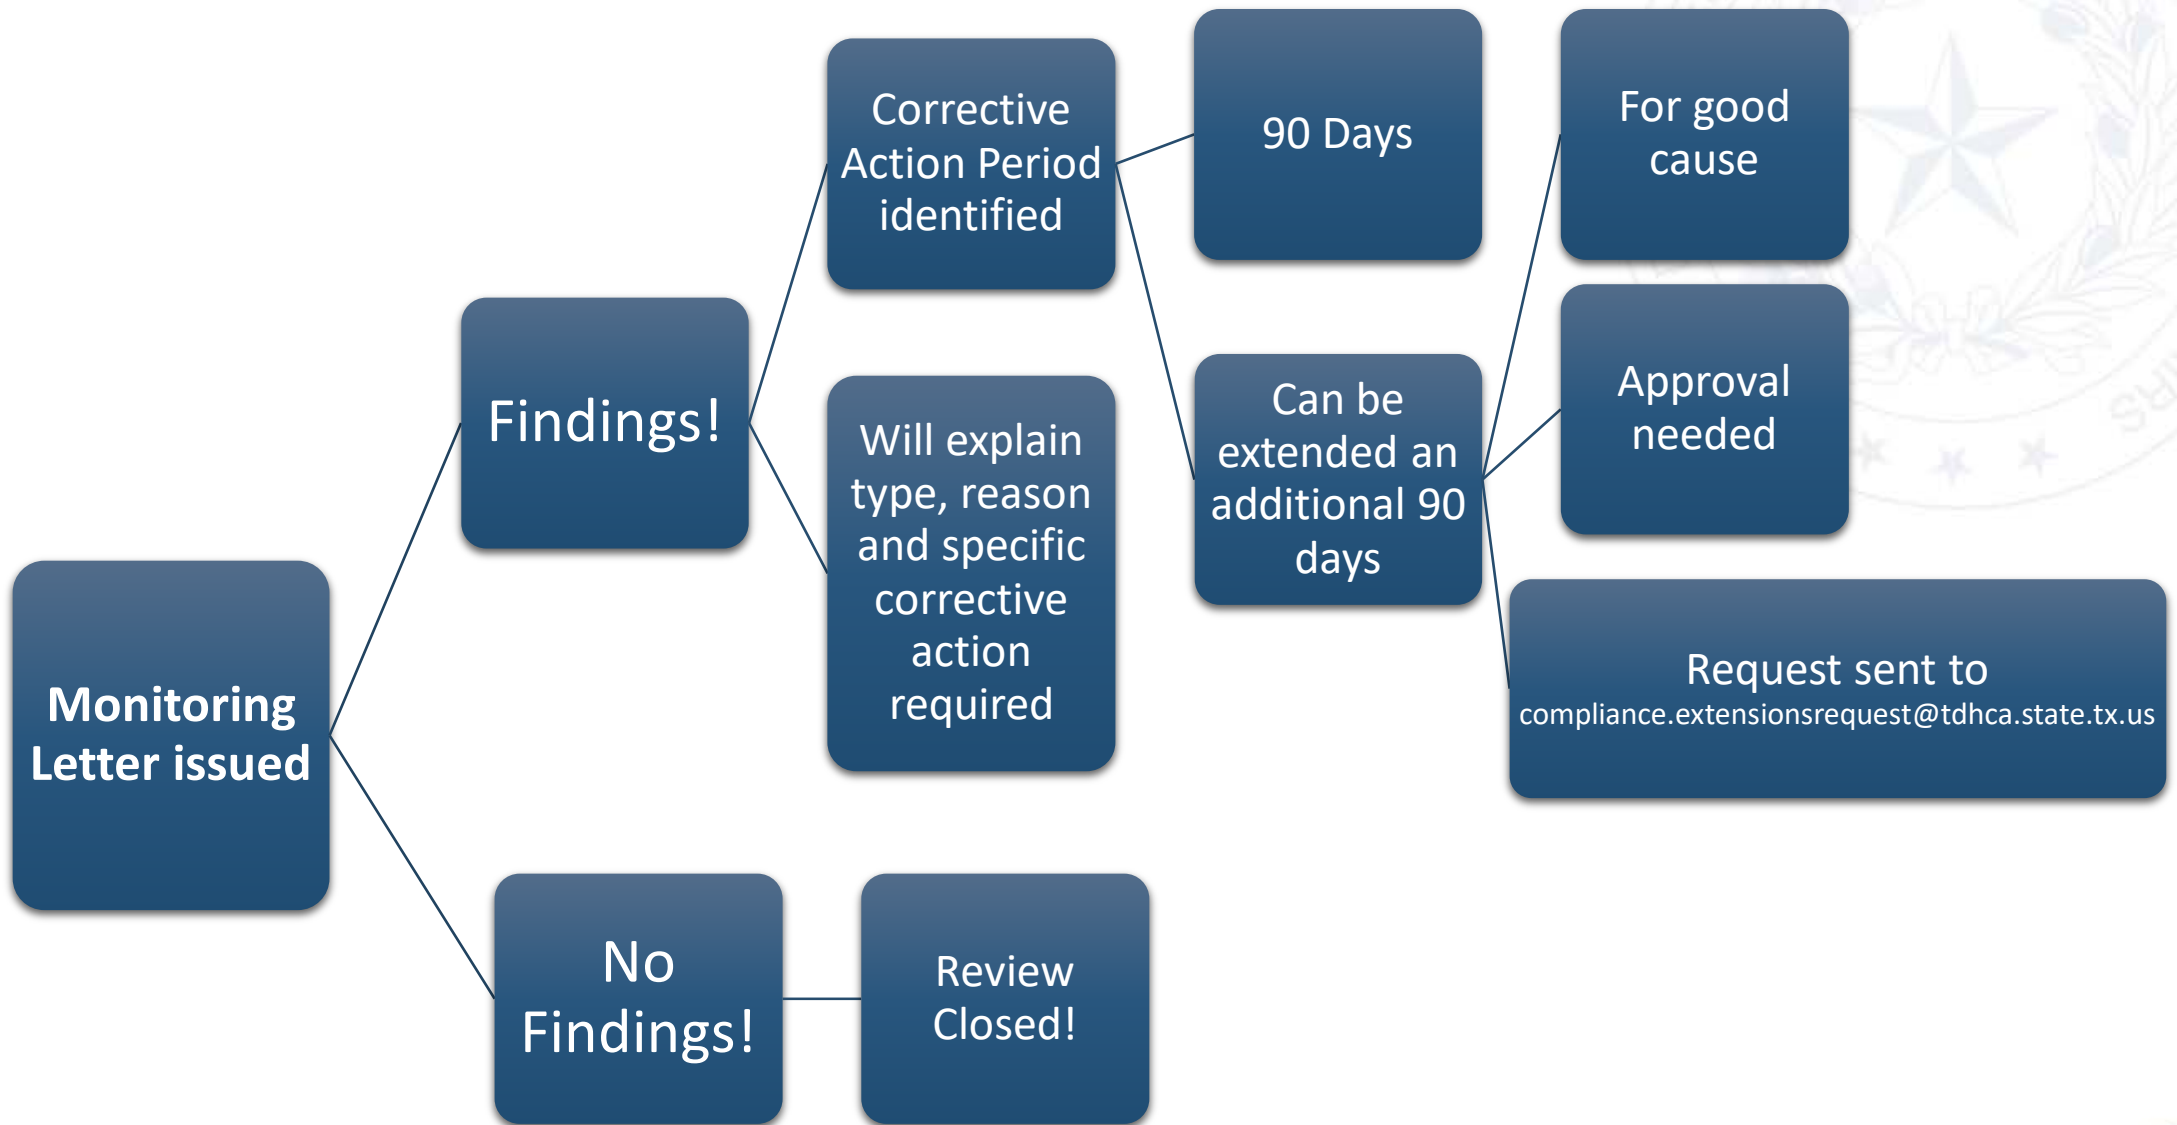 Monitoring
Letter issued
Findings!
Corrective
Action Period
identified
90 Days
Can be
extended an
additional 90
days
For good
cause
Approval
needed
Request sent to
compliance.extensionsrequest@tdhca.state.tx.us
Will explain
type, reason
and specific
corrective
action
required
No
Findings!
Review
Closed!